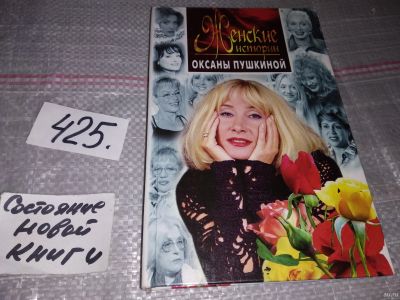 Женские
истории
ОКСАНЫ ПУШКИНОЙ
425.
Состояние
новой
книги